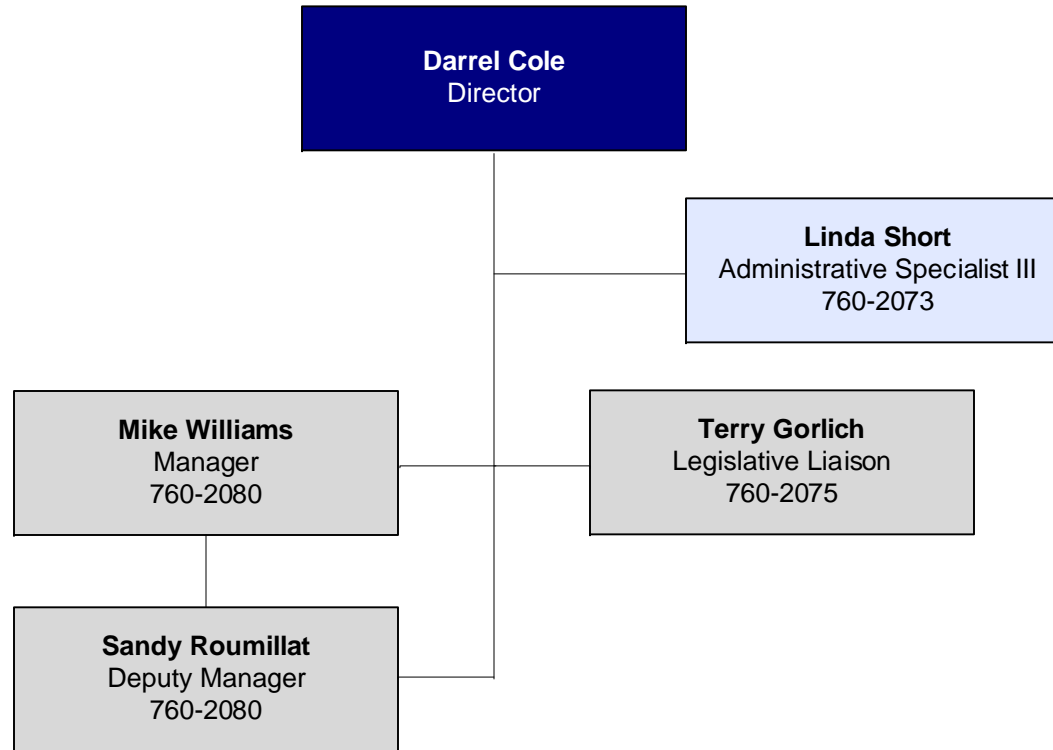 Darrel Cole
Director
Linda Short
Administrative Specialist III
760-2073
Mike Williams
Manager
760-2080
Terry Gorlich
Legislative Liaison
760-2075
Sandy Roumillat
Deputy Manager
760-2080